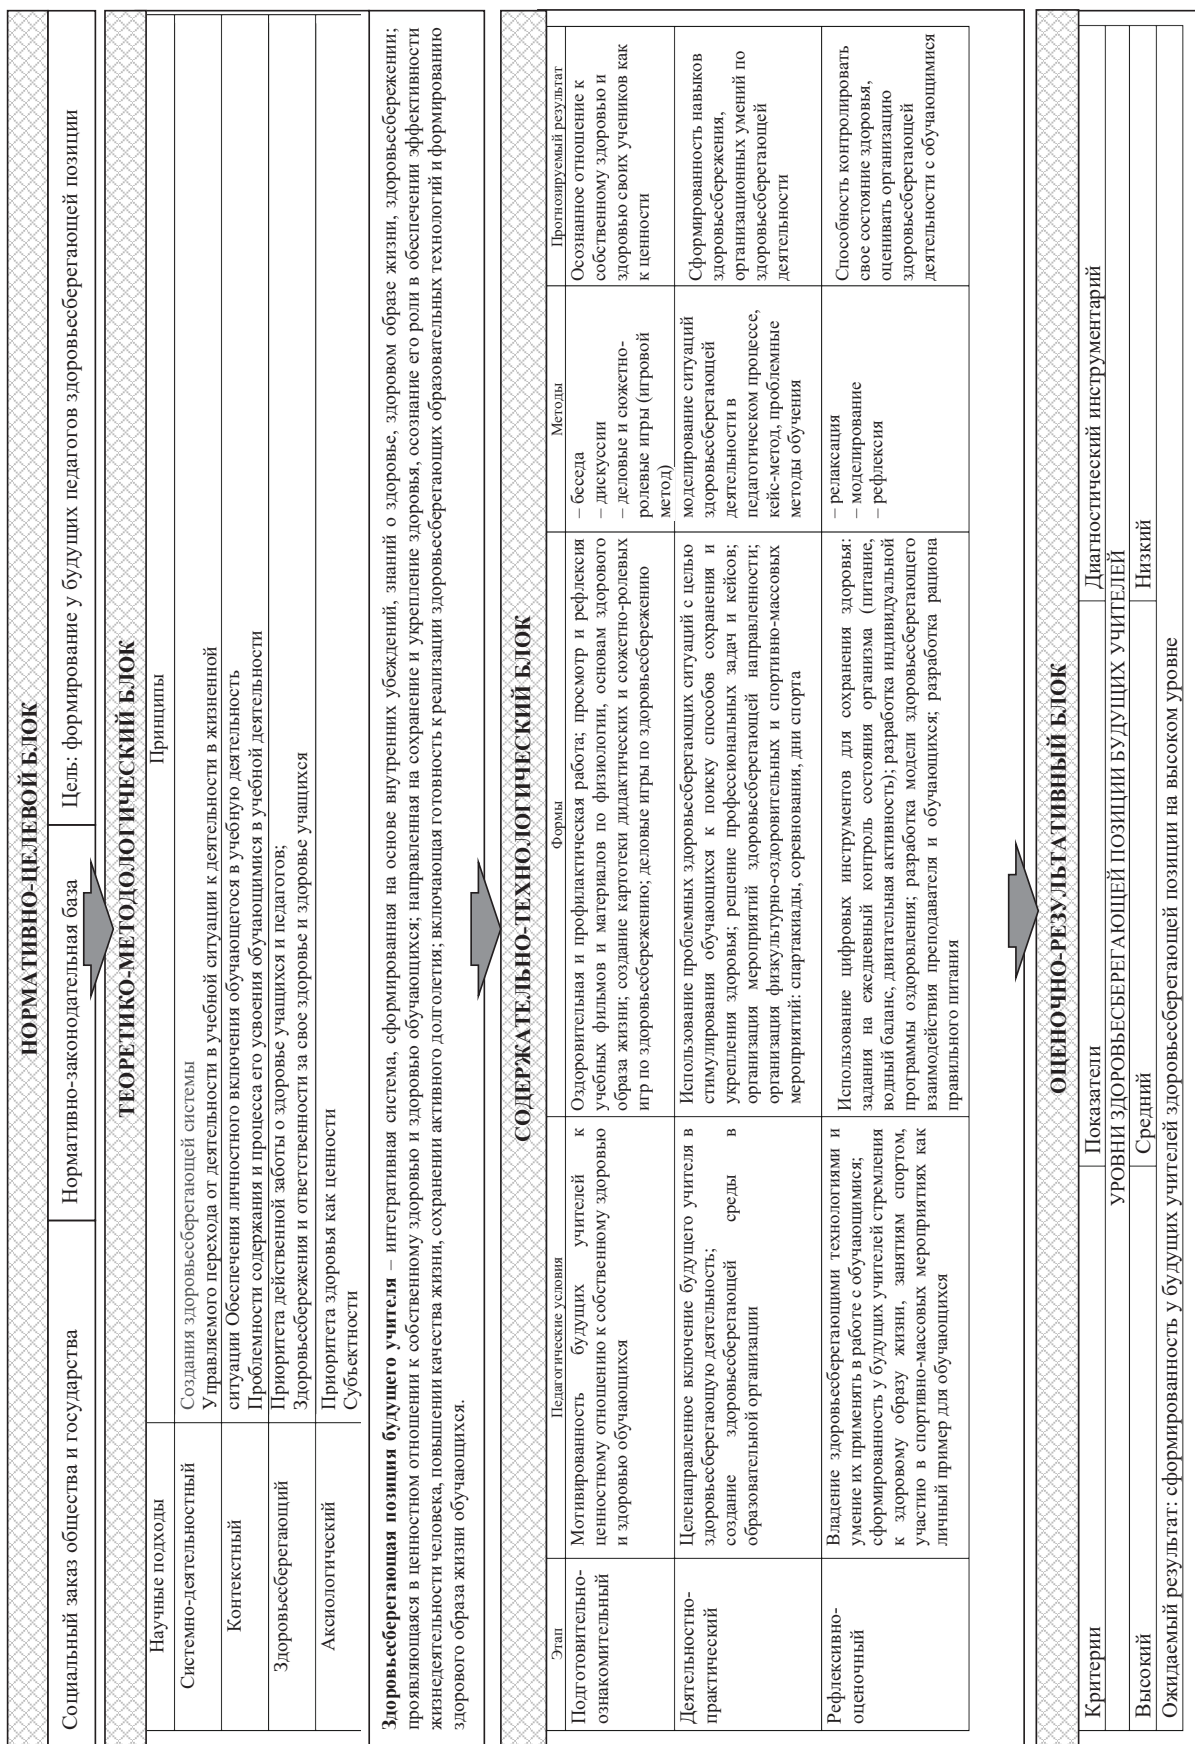 НОРМАТИВНО-ЦЕЛЕВОЙ БЛОК
Социальный заказ общества и государства
Нормативно-законодательная база
Цель: формирование у будущих педагогов здоровьесберегающей позиции
ТЕОРЕТИКО-МЕТОДОЛОГИЧЕСКИЙ БЛОК
Научные подходы
Принципы
Системно-деятельностный
Создания здоровьесберегающей системы
Управляемого перехода от деятельности в учебной ситуации к деятельности в жизненной
Контекстный
ситуации Обеспечения личностного включения обучающегося в учебную деятельность
Проблемности содержания и процесса его усвоения обучающимися в учебной деятельности
Здоровьесберегающий
Приоритета действенной заботы о здоровье учащихся и педагогов;
Здоровьесбережения и ответственности за свое здоровье и здоровье учащихся
Аксиологический
Приоритета здоровья как ценности
Субъектности
Здоровьесберегающая позиция будущего учителя – интегративная система, сформированная на основе внутренних убеждений, знаний о здоровье, здоровом образе жизни, здоровьесбережении;
проявляющаяся в ценностном отношении к собственному здоровью и здоровью обучающихся; направленная на сохранение и укрепление здоровья, осознание его роли в обеспечении эффективности
жизнедеятельности человека, повышении качества жизни, сохранении активного долголетия; включающая готовность к реализации здоровьесберегающих образовательных технологий и формированию
здорового образа жизни обучающихся.
СОДЕРЖАТЕЛЬНО-ТЕХНОЛОГИЧЕСКИЙ БЛОК
Этап
Педагогические условия
Формы
Методы
Прогнозируемый результат
Подготовительно-
ознакомительный
Мотивированность будущих учителей к
ценностному отношению к собственному здоровью
и здоровью обучающихся
Оздоровительная и профилактическая работа; просмотр и рефлексия
учебных фильмов и материалов по физиологии, основам здорового
образа жизни; создание картотеки дидактических и сюжетно-ролевых
игр по здоровьесбережению; деловые игры по здоровьесбережению
– беседа
– дискуссии
– деловые и сюжетно-
ролевые игры (игровой
метод)
Осознанное отношение к
собственному здоровью и
здоровью своих учеников как
к ценности
Деятельностно-
практический
Целенаправленное включение будущего учителя в
здоровьесберегающую деятельность;
создание здоровьесберегающей среды в
образовательной организации
Использование проблемных здоровьесберегающих ситуаций с целью
стимулирования обучающихся к поиску способов сохранения и
укрепления здоровья; решение профессиональных задач и кейсов;
организация мероприятий здоровьесберегающей направленности;
организация физкультурно-оздоровительных и спортивно-массовых
мероприятий: спартакиады, соревнования, дни спорта
моделирование ситуаций
здоровьесберегающей
деятельности в
педагогическом процессе,
кейс-метод, проблемные
методы обучения
Сформированность навыков
здоровьесбережения,
организационных умений по
здоровьесберегающей
деятельности
Рефлексивно-
оценочный
Владение здоровьесберегающими технологиями и
умение их применять в работе с обучающимися;
сформированность у будущих учителей стремления
к здоровому образу жизни, занятиям спортом,
участию в спортивно-массовых мероприятиях как
личный пример для обучающихся
Использование цифровых инструментов для сохранения здоровья:
задания на ежедневный контроль состояния организма (питание,
водный баланс, двигательная активность); разработка индивидуальной
программы оздоровления; разработка модели здоровьесберегающего
взаимодействия преподавателя и обучающихся; разработка рациона
правильного питания
– релаксация
– моделирование
– рефлексия
Способность контролировать
свое состояние здоровья,
оценивать организацию
здоровьесберегающей
деятельности с обучающимися
ОЦЕНОЧНО-РЕЗУЛЬТАТИВНЫЙ БЛОК
Критерии
Показатели
Диагностический инструментарий
УРОВНИ ЗДОРОВЬЕСБЕРЕГАЮЩЕЙ ПОЗИЦИИ БУДУЩИХ УЧИТЕЛЕЙ
Высокий
Средний
Низкий
Ожидаемый результат: сформированность у будущих учителей здоровьесберегающей позиции на высоком уровне